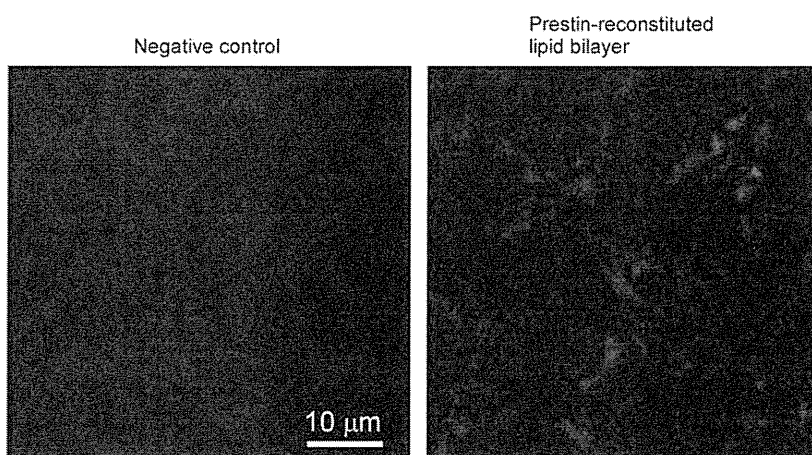 Negative control
Prestin-reconstituted
lipid bilayer
10 μm